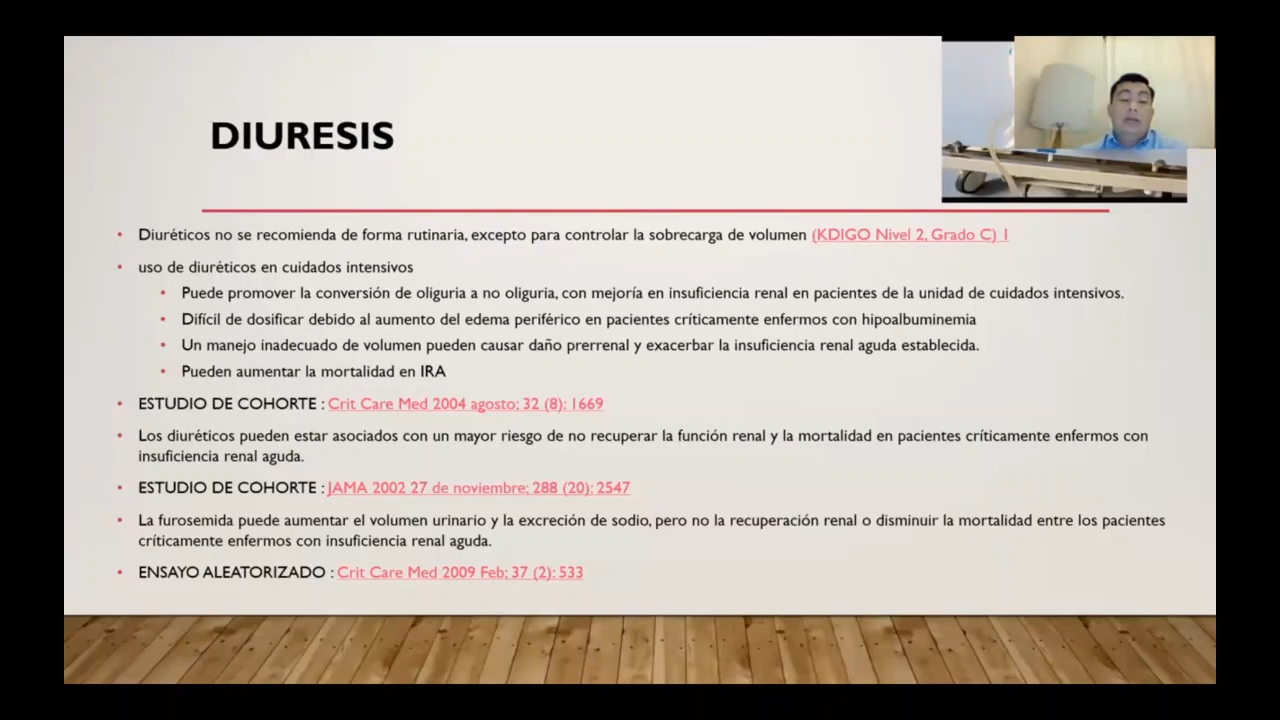 DIURESIS
Diuréticos no se recomienda de forma rutinaria, excepto para controlar la sobrecarga de volumen (KDIGO Nivel 2, Grado C) 1
uso de diuréticos en cuidados intensivos
Puede promover la conversión de oliguria a no oliguria, con mejoría en insuficiencia renal en pacientes de la unidad de cuidados intensivos.
Difícil de dosificar debido al aumento del edema periférico en pacientes críticamente enfermos con hipoalbuminemia
Un manejo inadecuado de volumen pueden causar daño prerrenal y exacerbar la insuficiencia renal aguda establecida.
Pueden aumentar la mortalidad en IRA
ESTUDIO DE COHORTE : Crit Care Med 2004 agosto; 32 (8): 1669
Los diuréticos pueden estar asociados con un mayor riesgo de no recuperar la función renal y la mortalidad en pacientes críticamente enfermos con
insuficiencia renal aguda.
ESTUDIO DE COHORTE : JAMA 2002 27 de noviembre; 288 (20): 2547
La furosemida puede aumentar el volumen urinario y la excreción de sodio, pero no la recuperación renal o disminuir la mortalidad entre los pacientes
críticamente enfermos con insuficiencia renal aguda.
ENSAYO ALEATORIZADO : Crit Care Med 2009 Feb; 37 (2): 533